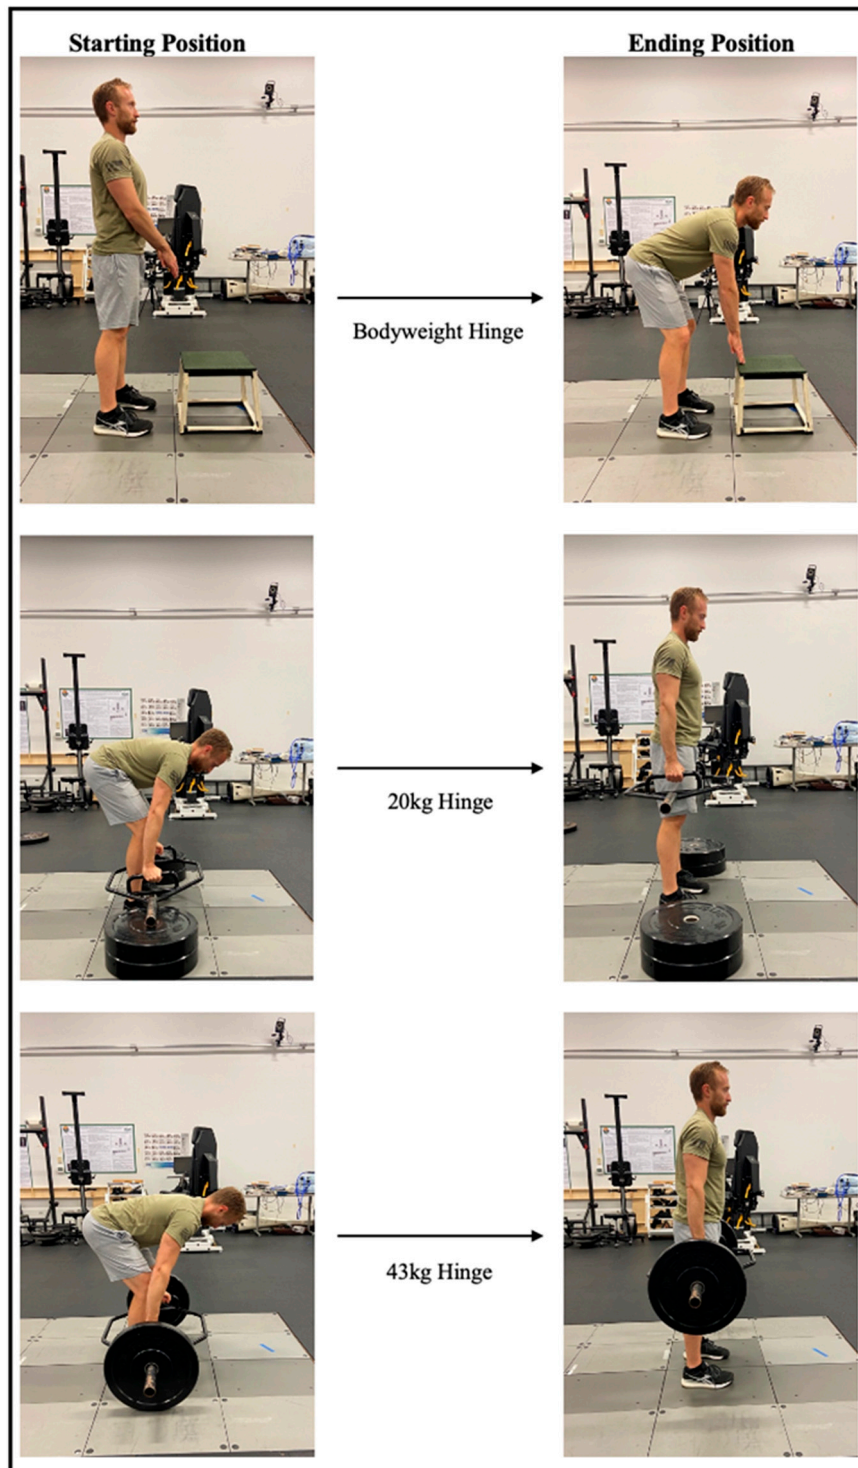 Starting Position
Ending Position
Bodyweight Hinge
20kg Hinge
43kg Hinge